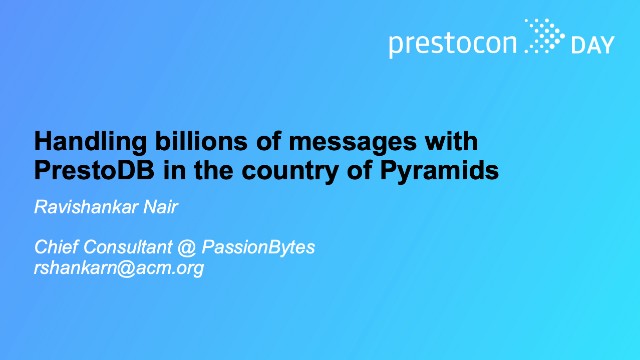 prestocon DAY
Handling billions of messages with
PrestoDB in the country of Pyramids
Ravishankar Nair
Chief Consultant @ PassionBytes
rshankarn@acm.org